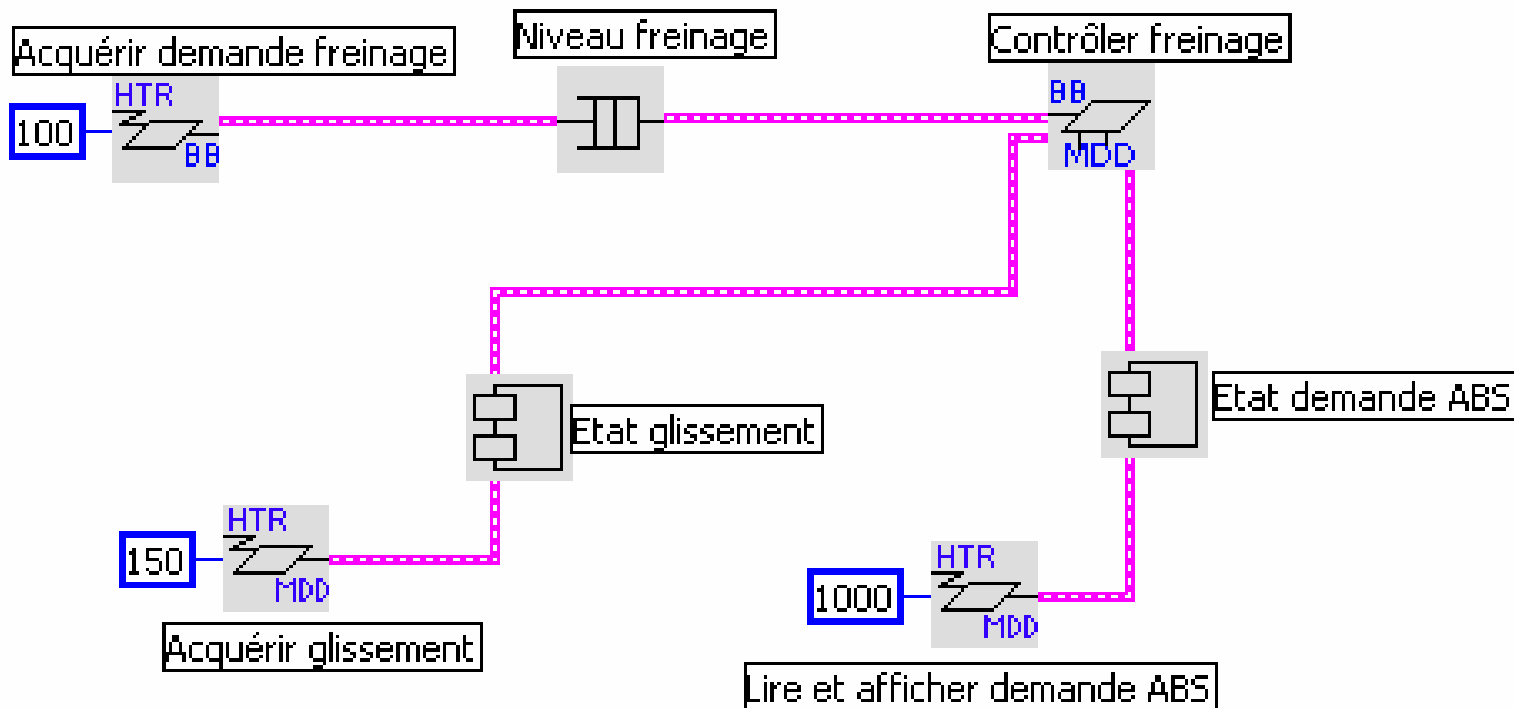 Niveau freinage
Contrôler freinage
Acquérir demande freinage
HTR
BB
100
BB
MDD
Etat demande ABS
Etat glissement
HTR
150
MDD
HTR
1000
MDD
Acquérir glissement
Lire et afficher demande ABS